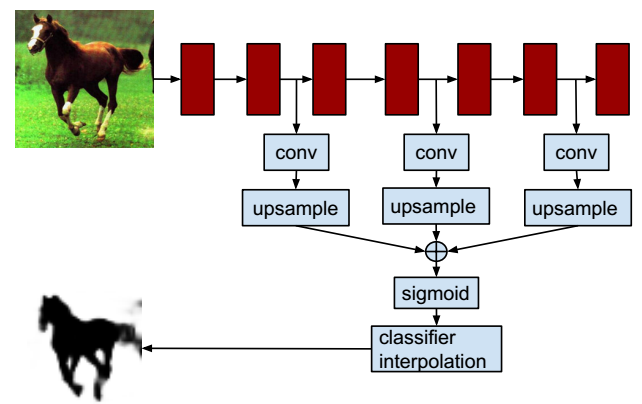 conv
conv
conv
upsample
upsample
upsample
sigmoid
classifier
interpolation